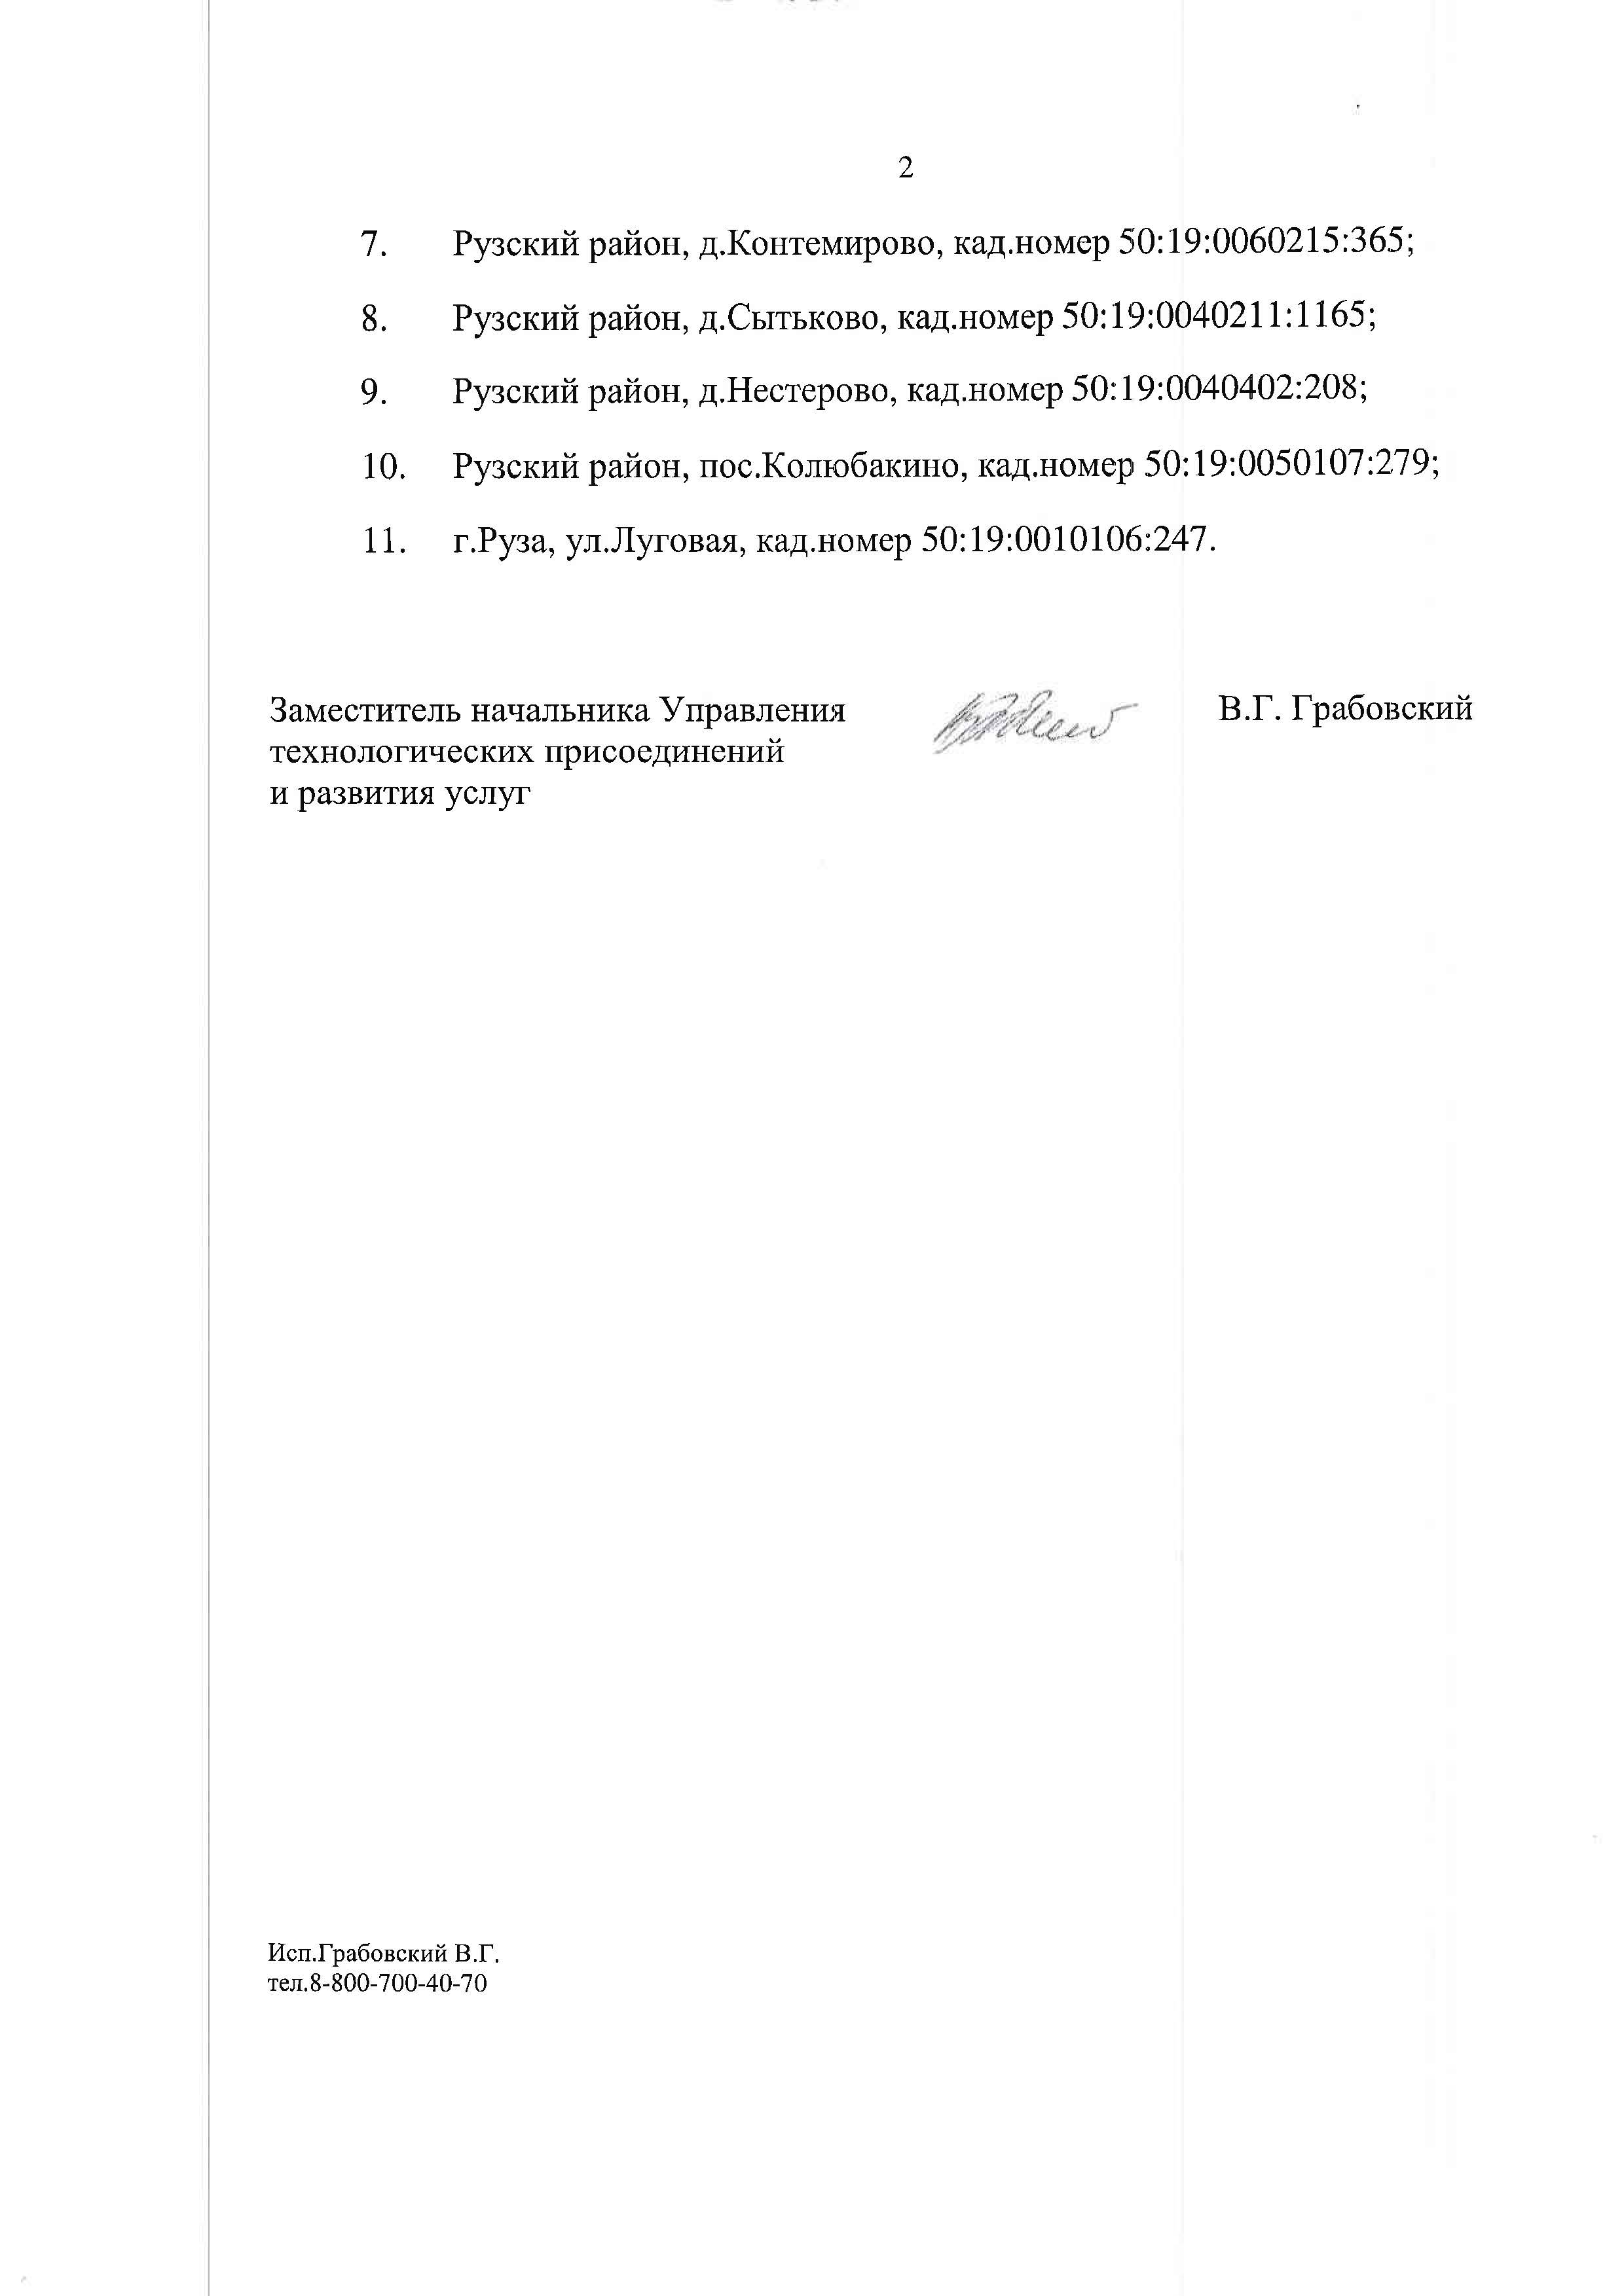 2
7. Рузский район, д.Контемирово, кад.номер 50:19:0060215:365;
8. Рузский район, д.Сытьково, кад.номер 50:19:0040211:1165;
9. Рузский район, д.Нестерово, кад.номер 50:19:0040402:208;
10. Рузский район, пос.Колюбакино, кад.номер 50:19:0050107:279;
11. г.Руза, ул.Луговая, кад.номер 50:19:0010106:247.
Заместитель начальника Управления В.Г. Грабовский
технологических присоединений
и развития услуг
Исп.Грабовский В.Г.
тел.8-800-700-40-70